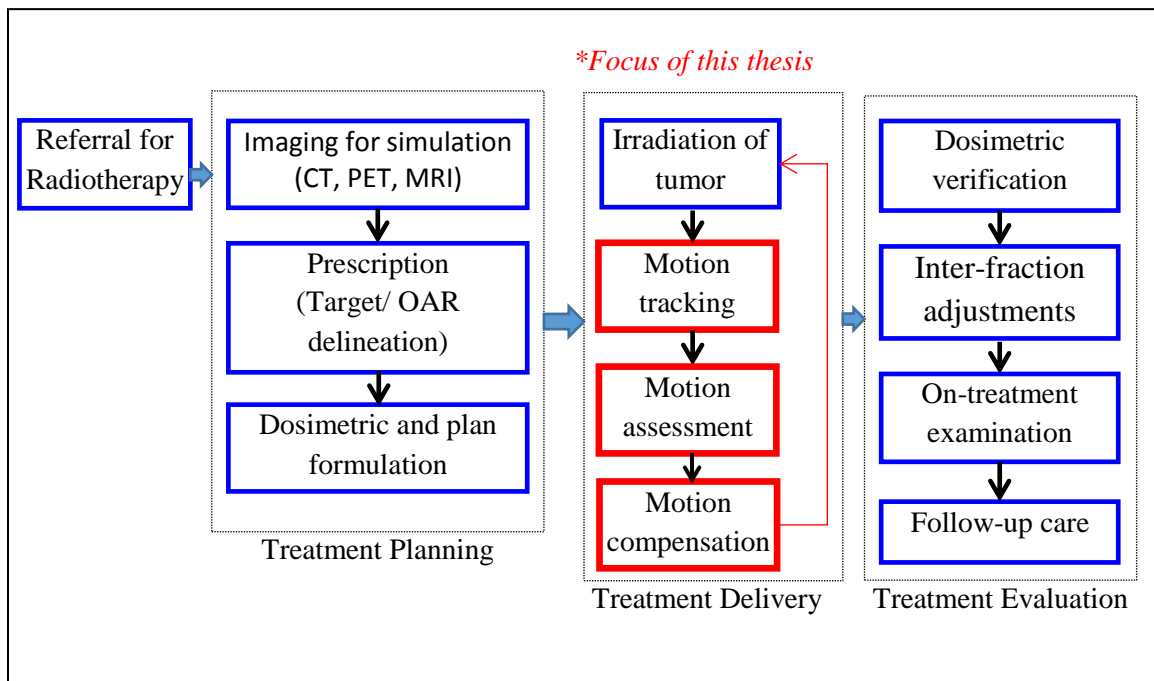 *Focus of this thesis
Referral for
Radiotherapy
Imaging for simulation
(CT, PET, MRI)
Prescription
(Target/ OAR
delineation)
Dosimetric and plan
formulation
Treatment Planning
Irradiation of
tumor
Motion
tracking
Motion
assessment
Motion
compensation
Treatment Delivery
Dosimetric
verification
Inter-fraction
adjustments
On-treatment
examination
Follow-up care
Treatment Evaluation